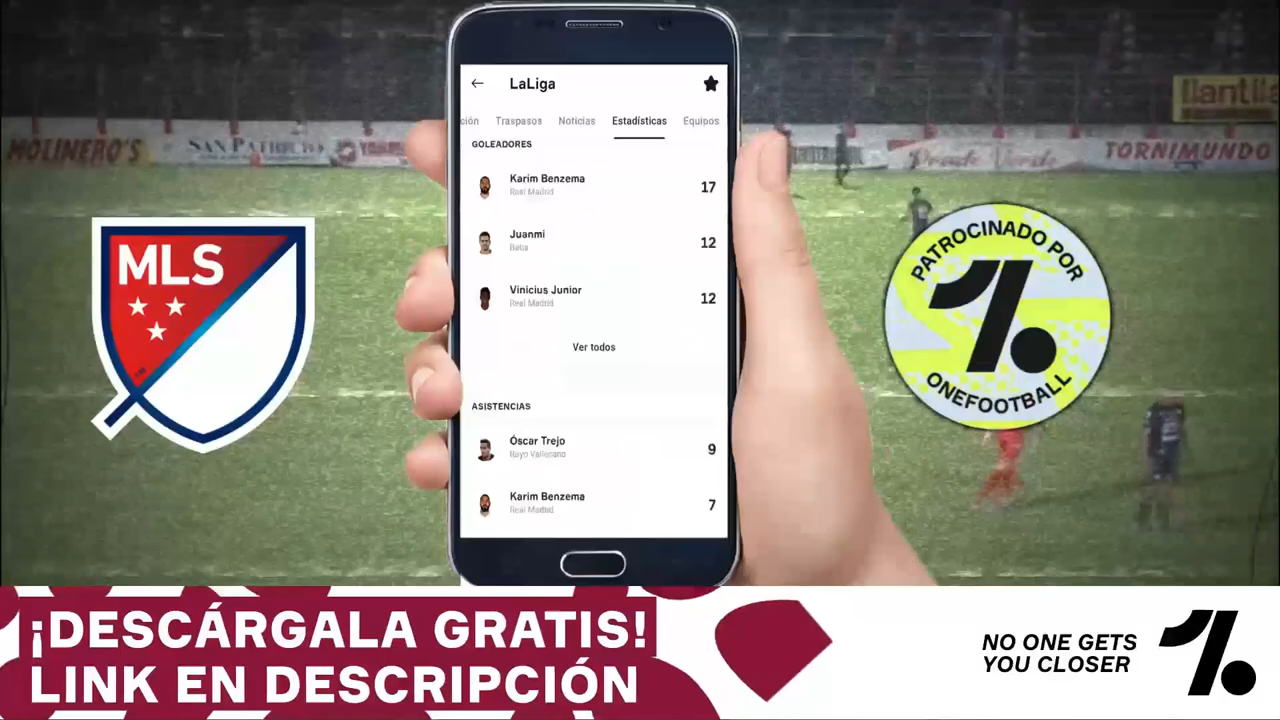 LaLiga
ción Traspasos Noticias Estadísticas Equipos
GOLEADORES
Karim Benzema 17
Real Madrid
Juanmi 12
Betis
Vinicius Junior 12
Real Madrid
Ver todos
ASISTENCIAS
Óscar Trejo 9
Rayo Vallecano
Karim Benzema 7
Real Madrid
MLS
PATROCINADO POR
ONEFOOTBALL
MOLINERO'S
SAN PATRICIO
TORNIMUNDO
¡DESCÁRGALA GRATIS!
LINK EN DESCRIPCIÓN
NO ONE GETS
YOU CLOSER